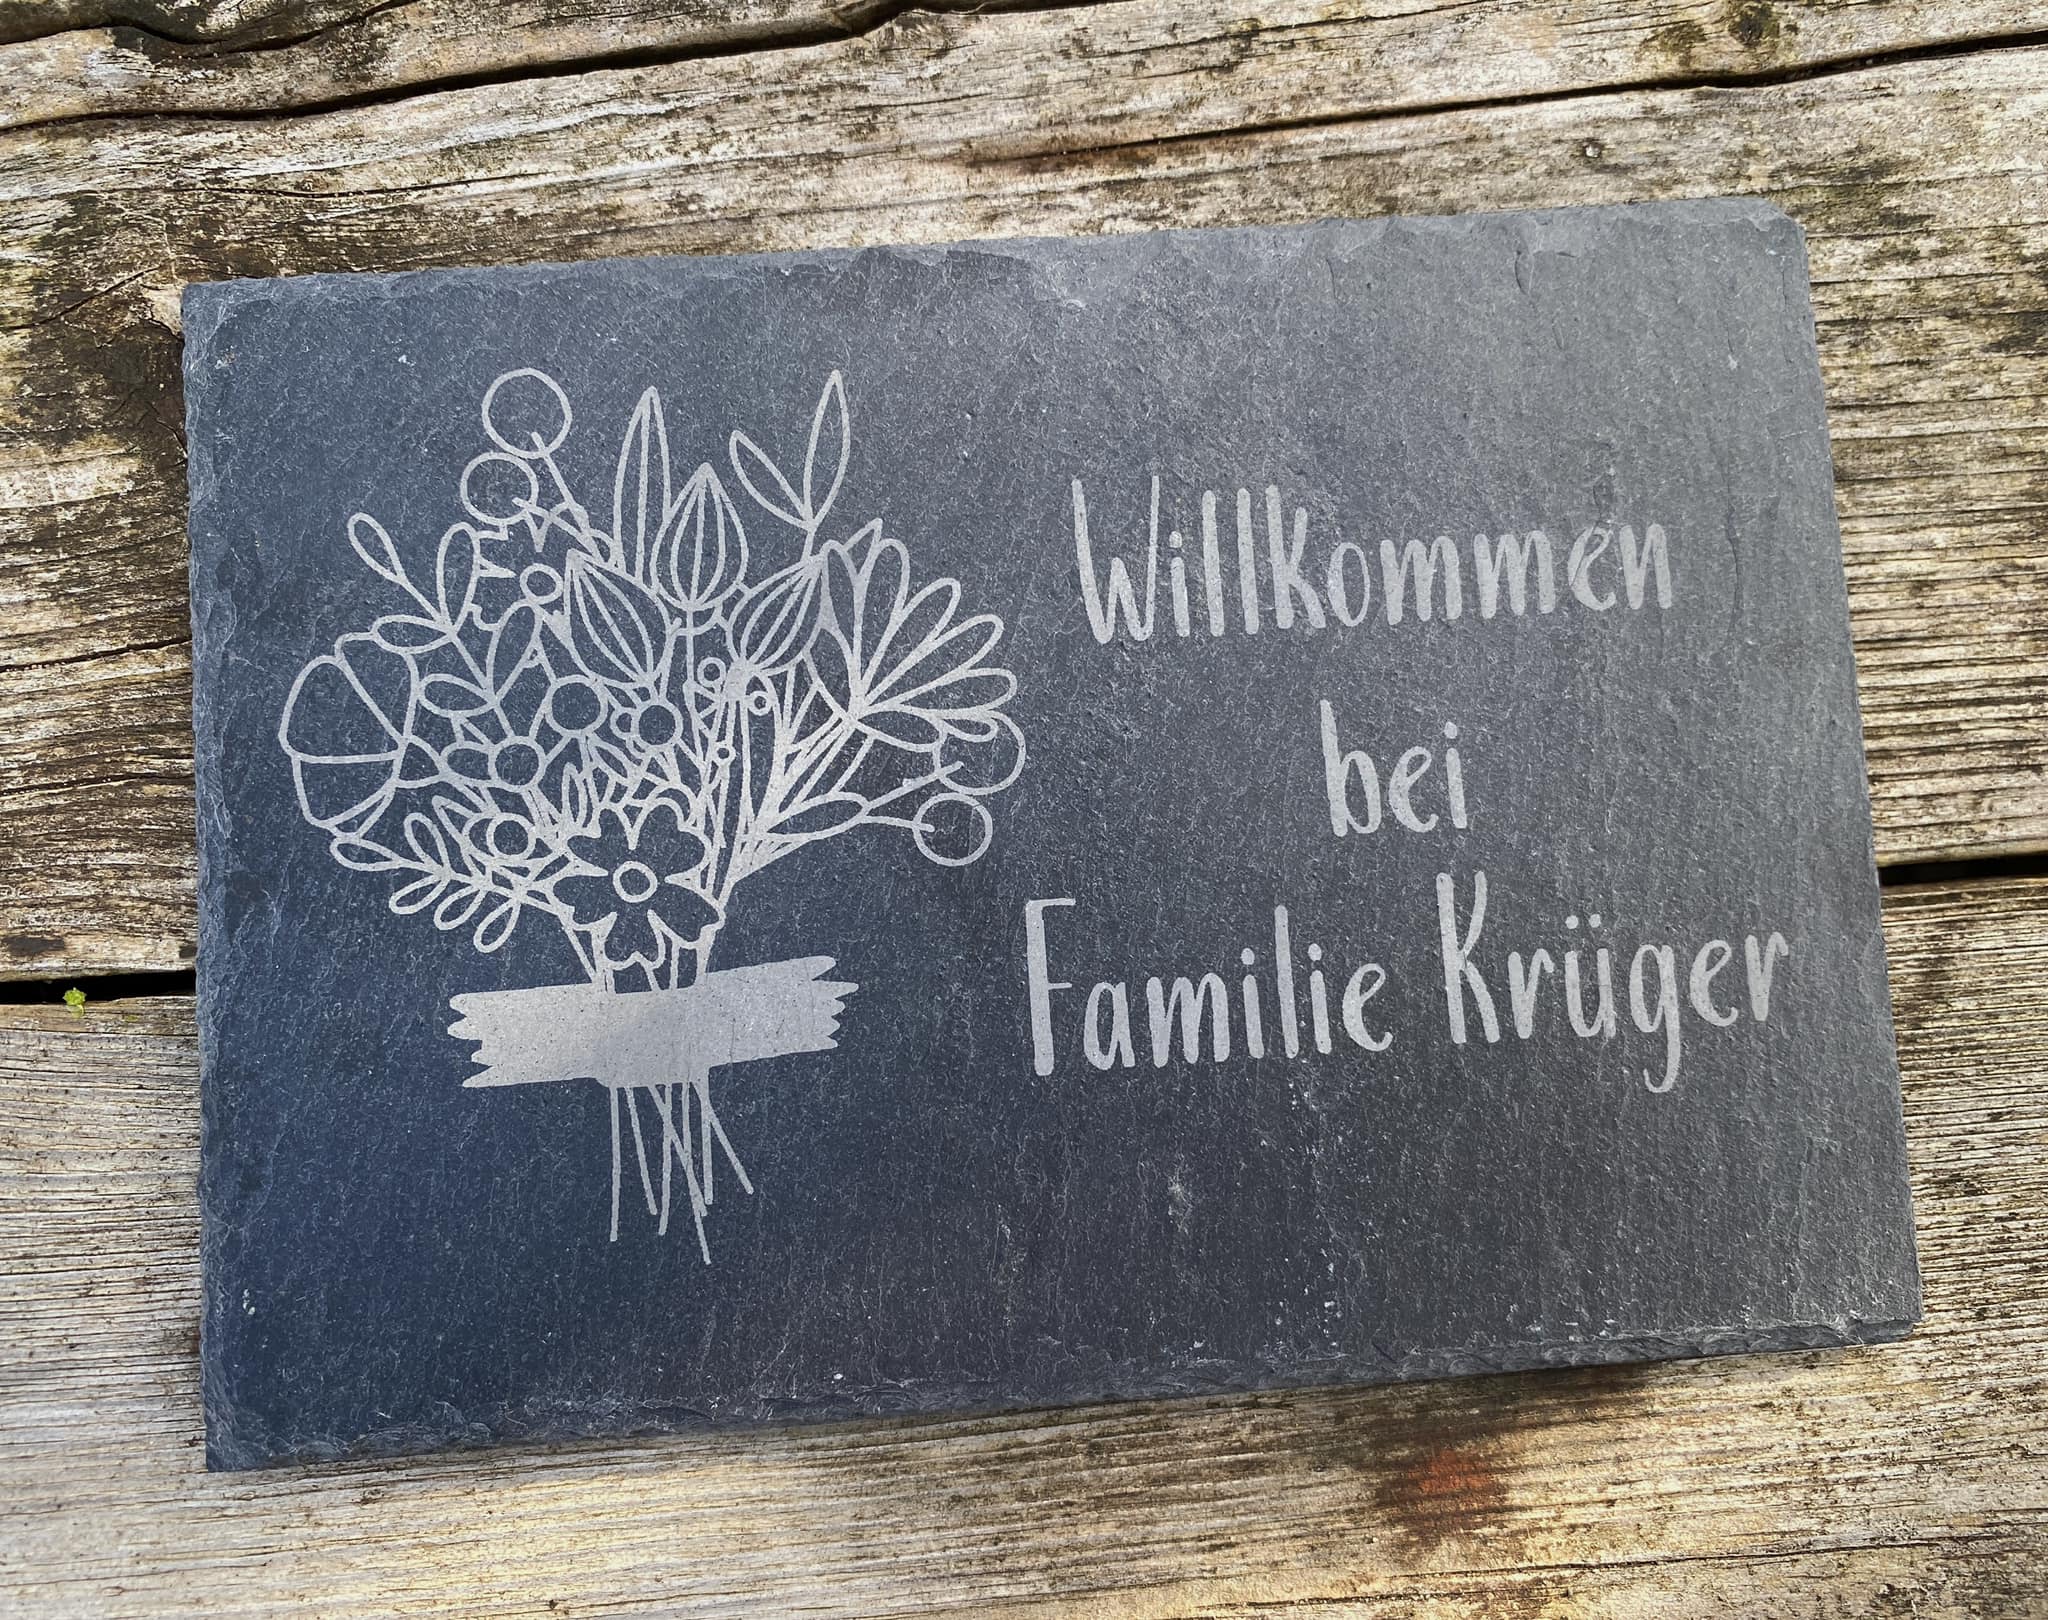 Willkommen
bei
Familie Krüger